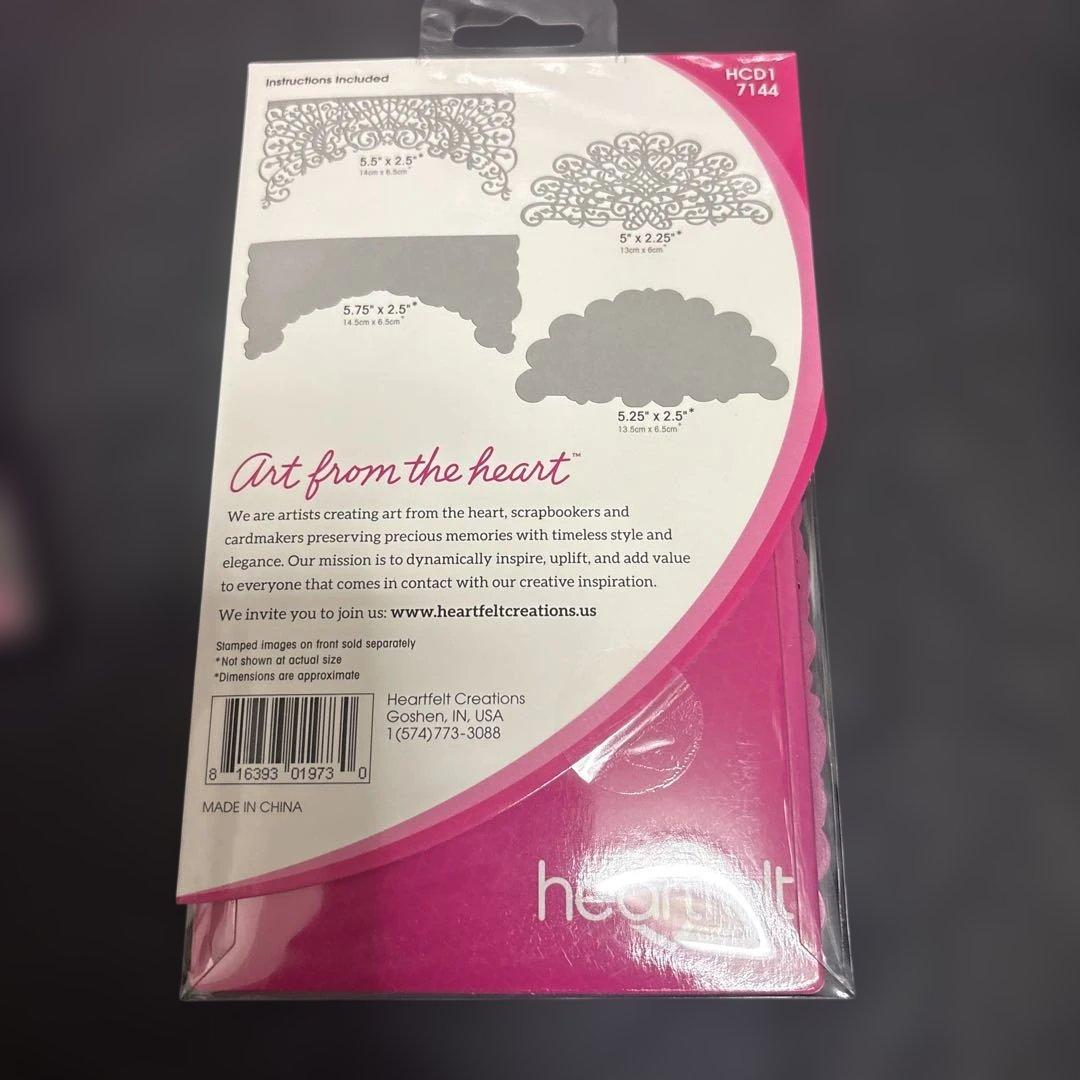 Instructions Included
HCD1
7144
5.5" x 2.5"*
14cm x 6.5cm*
5" x 2.25"*
13cm x 6cm*
5.75" x 2.5"*
14.5cm x 6.5cm*
5.25" x 2.5"*
13.5cm x 6.5cm*
Art from the heart™
We are artists creating art from the heart, scrapbookers and
cardmakers preserving precious memories with timeless style and
elegance. Our mission is to dynamically inspire, uplift, and add value
to everyone that comes in contact with our creative inspiration.
We invite you to join us: www.heartfeltcreations.us
Stamped images on front sold separately
*Not shown at actual size
*Dimensions are approximate
Heartfelt Creations
Goshen, IN, USA
1(574)773-3088
8 16393 01973 0
MADE IN CHINA
heartfelt